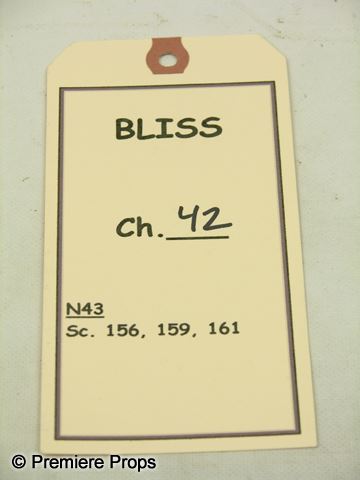 BLISS
Ch. 42
N43
Sc. 156, 159, 161
© Premiere Props